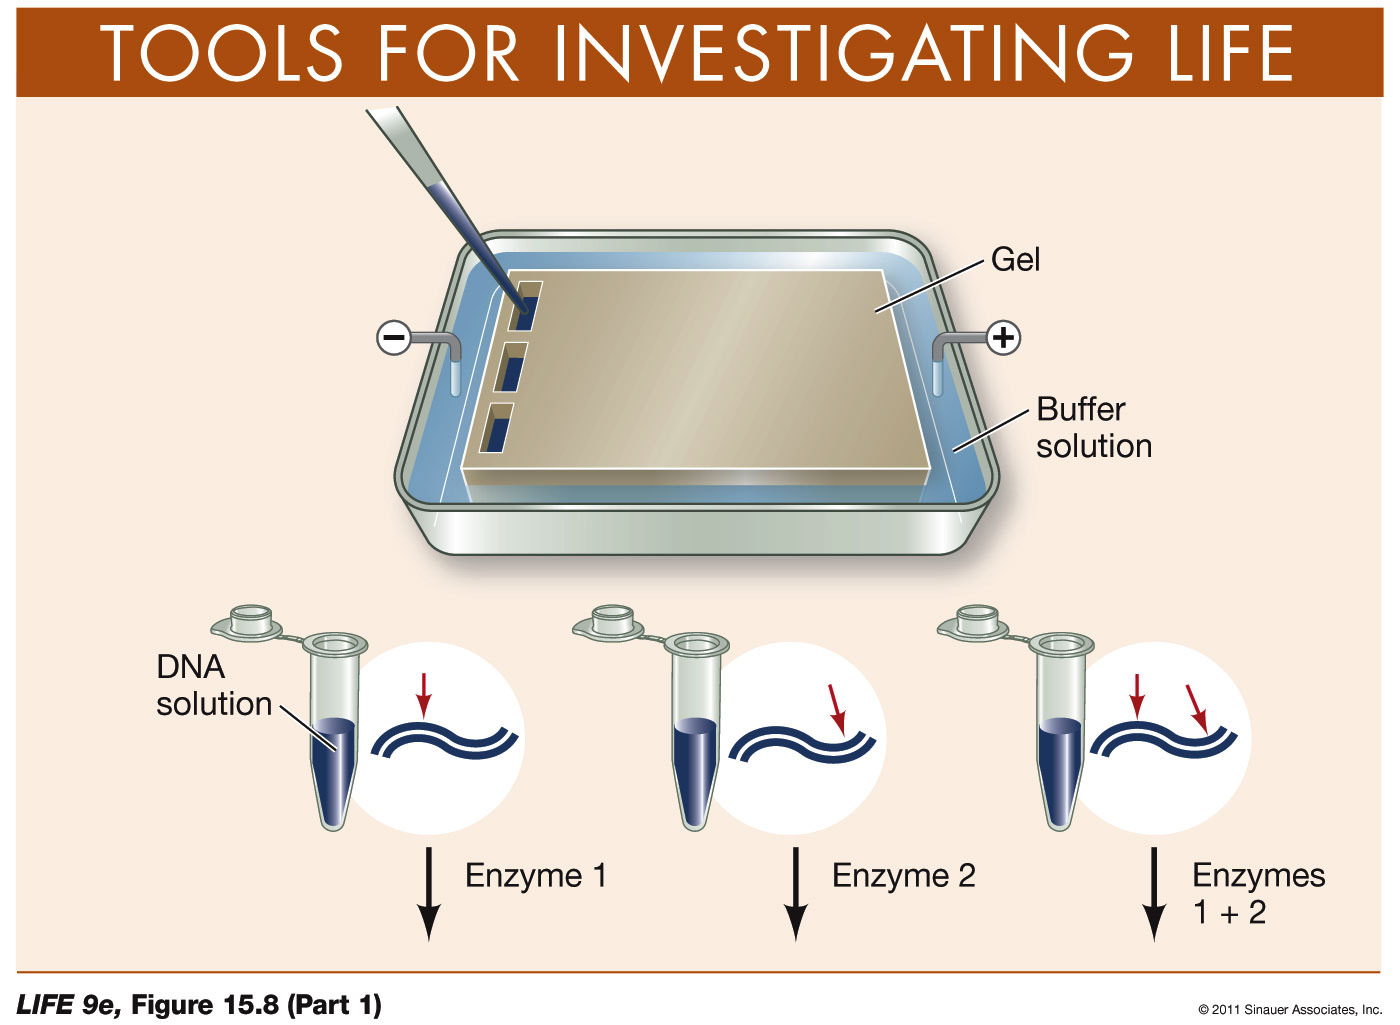 TOOLS FOR INVESTIGATING LIFE
Gel
−
+
Buffer
solution
DNA
solution
Enzyme 1
Enzyme 2
Enzymes
1 + 2
LIFE 9e, Figure 15.8 (Part 1)
© 2011 Sinauer Associates, Inc.